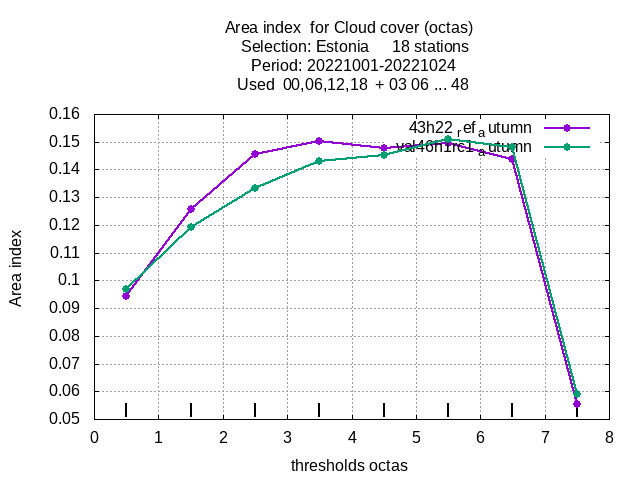 Area index for Cloud cover (octas)
Selection: Estonia 18 stations
Period: 20221001-20221024
Used 00,06,12,18 + 03 06 ... 48
0.16
0.15
0.14
0.13
0.12
0.11
0.1
0.09
0.08
0.07
0.06
0.05
Area index
43h22_ref_autumn
val46h1rc1_autumn
0 1 2 3 4 5 6 7 8
thresholds octas